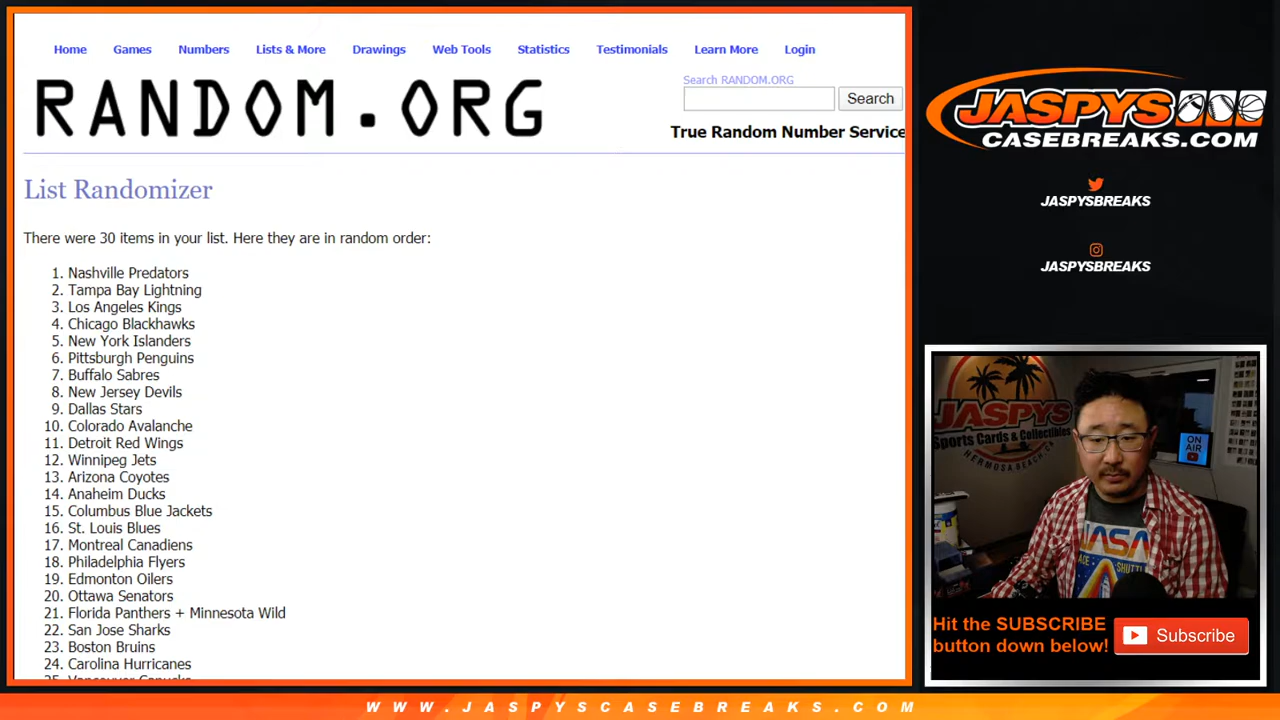 Home Games Numbers Lists & More Drawings Web Tools Statistics Testimonials Learn More Login
RANDOM.ORG
Search RANDOM.ORG
Search
True Random Number Service
List Randomizer
There were 30 items in your list. Here they are in random order:
1. Nashville Predators
2. Tampa Bay Lightning
3. Los Angeles Kings
4. Chicago Blackhawks
5. New York Islanders
6. Pittsburgh Penguins
7. Buffalo Sabres
8. New Jersey Devils
9. Dallas Stars
10. Colorado Avalanche
11. Detroit Red Wings
12. Winnipeg Jets
13. Arizona Coyotes
14. Anaheim Ducks
15. Columbus Blue Jackets
16. St. Louis Blues
17. Montreal Canadiens
18. Philadelphia Flyers
19. Edmonton Oilers
20. Ottawa Senators
21. Florida Panthers + Minnesota Wild
22. San Jose Sharks
23. Boston Bruins
24. Carolina Hurricanes
25. Vancouver Canucks
JASPYS
CASEBREAKS.COM
JASPYSBREAKS
JASPYSBREAKS
JASPYS
Sports Cards & Collectibles
HERMOSA BEACH, CA
ON
AIR
NASA
Hit the SUBSCRIBE
button down below!
Subscribe
WWW.JASPYSCASEBREAKS.COM